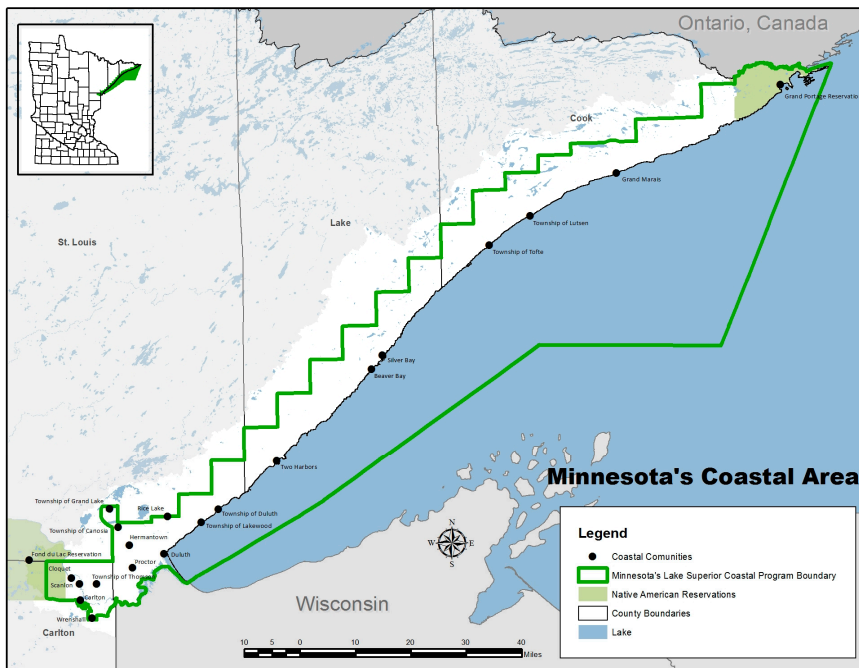 Ontario, Canada
Grand Portage Reservatio
Cook
Grand Marais
Lake
Township of Lutsen
St. Louis
Township of Tofte
Silver Bay
Beaver Bay
Two Harbors
Minnesota's Coastal Area
Township of Grand Lake
Rice Lake
Township of Duluth
Township of Lakewood
Township of Canosia
Hermantown
Fond du Lac Reservation
Duluth
Proctor
Cloquet
Scanlon
Township of Thomson
Carlton
Wrenshall
Carlton
Wisconsin
N
W
E
S
10 5 0 10 20 30 40
Miles
Legend
Coastal Comunities
Minnesota's Lake Superior Coastal Program Boundary
Native American Reservations
County Boundaries
Lake